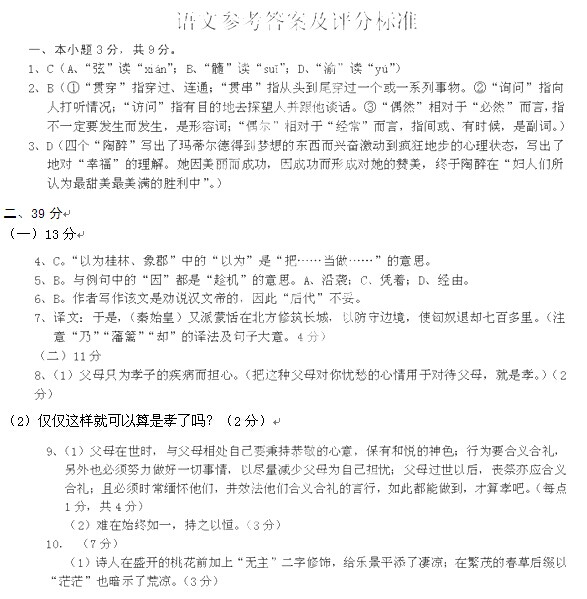 语文参考答案及评分标准
一、本小题3分，共9分。
1、C（A、“弦”读“xián”；B、“髓”读“suǐ”；D、“渝”读“yú”）
2、B（①“贯穿”指穿过、连通；“贯串”指从头到尾穿过一个或一系列事物。②“询问”指向
人打听情况；“访问”指有目的地去探望人并跟他谈话。③“偶然”相对于“必然”而言，指
不一定要发生而发生，是形容词；“偶尔”相对于“经常”而言，指间或、有时候，是副词。）
3、D（四个“陶醉”写出了玛蒂尔德得到梦想的东西而兴奋激动到疯狂地步的心理状态，写出了
地对“幸福”的理解。她因美丽而成功，因成功而形成对她的赞美，终于陶醉在“妇人们所
认为最甜美最美满的胜利中”。）
二、39分
（一）13分
4、C。“以为桂林、象郡”中的“以为”是“把……当做……”的意思。
5、B。与例句中的“因”都是“趁机”的意思。A、沿袭；C、凭着；D、经由。
6、B。作者写作该文是劝说汉文帝的，因此“后代”不妥。
7、译文：于是，（秦始皇）又派蒙恬在北方修筑长城，以防守边境，使匈奴退却七百多里。（注
意“乃”“藩篱”“却”的译法及句子大意。4分）
（二）11分
8、（1）父母只为孝子的疾病而担心。（把这种父母对你忧愁的心情用于对待父母，就是孝。）（2
分）
（2）仅仅这样就可以算是孝了吗？（2分）
9、（1）父母在世时，与父母相处自己要秉持恭敬的心意，保有和悦的神色；行为要合义合礼，
另外也必须努力做好一切事情，以尽量减少父母为自己担忧；父母过世以后，丧祭亦应合义
合礼；且必须时常缅怀他们，并效法他们合义合礼的言行，如此都能做到，才算孝吧。（每点
1分，共4分）
（2）难在始终如一，持之以恒。（3分）
10．（7分）
（1）诗人在盛开的桃花前加上“无主”二字修饰，给乐景平添了凄凉；在繁茂的春草后缀以
“茫茫”也暗示了荒凉。（3分）